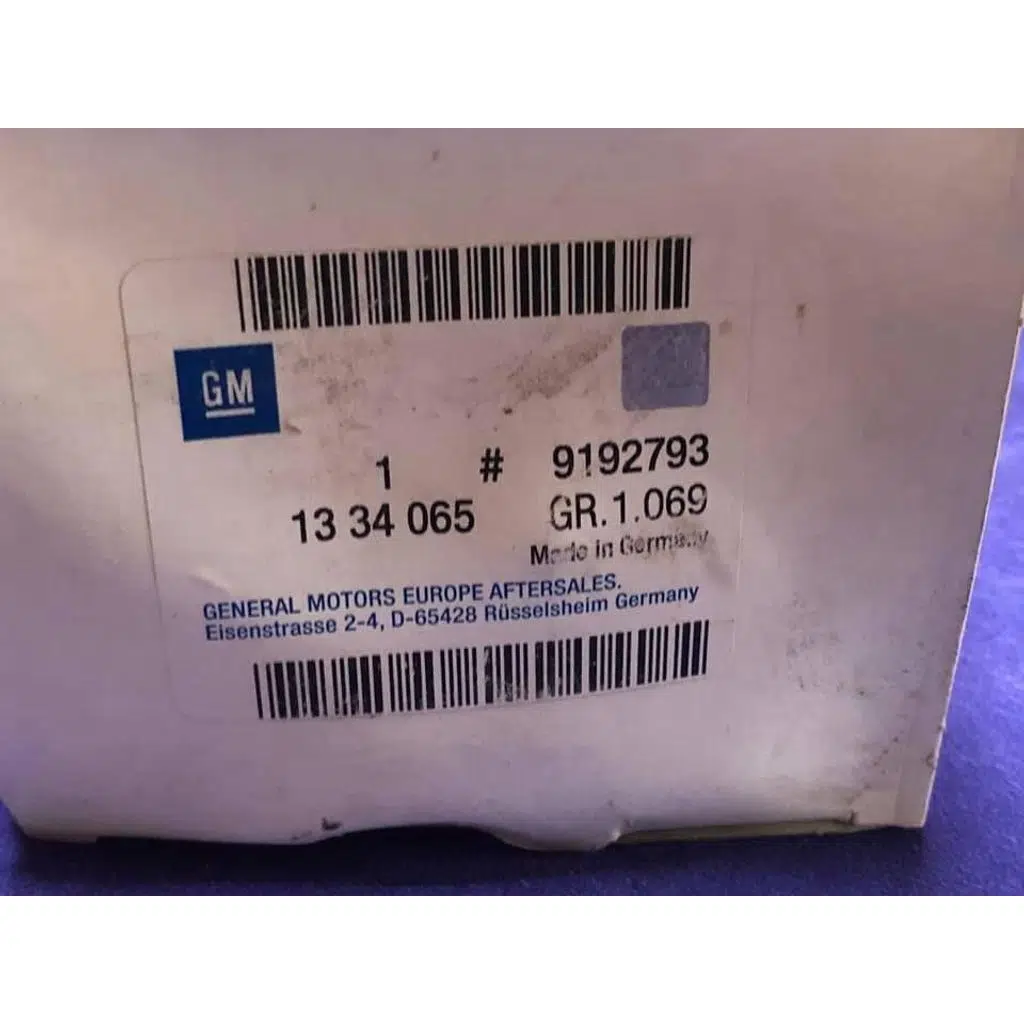 GM
1 # 9192793
13 34 065 GR.1.069
Made in Germany
GENERAL MOTORS EUROPE AFTERSALES.
Eisenstrasse 2-4, D-65428 Rüsselsheim Germany